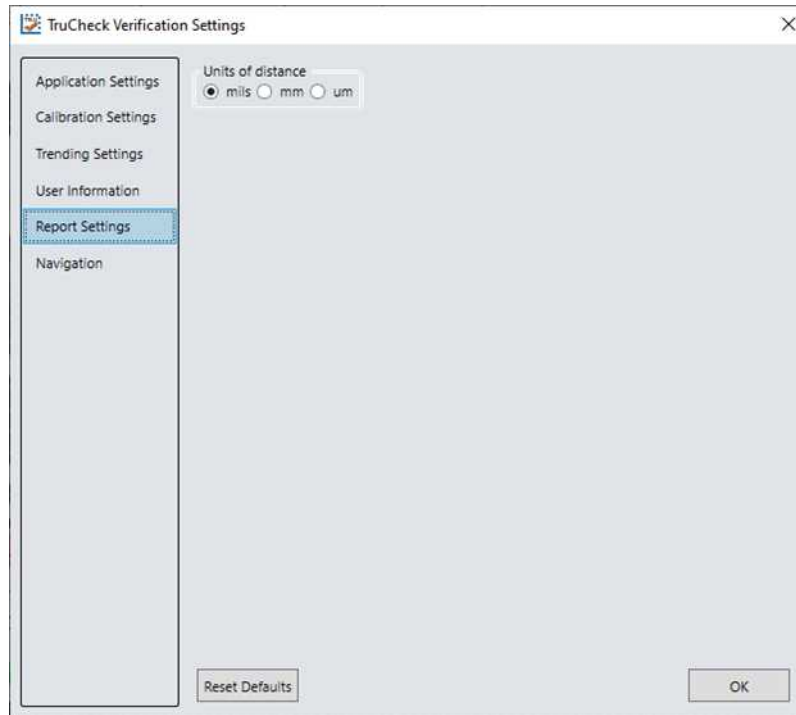 TruCheck Verification Settings
Application Settings
Calibration Settings
Trending Settings
User Information
Report Settings
Navigation
Units of distance
mils mm um
Reset Defaults
OK